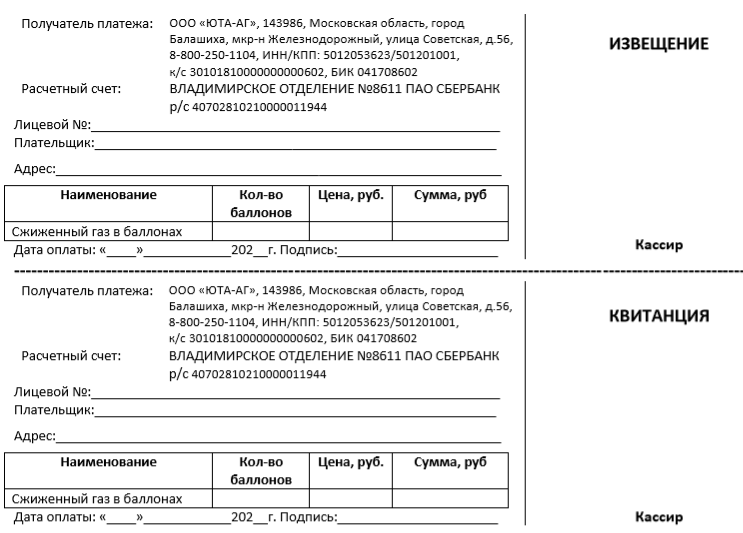 Получатель платежа: ООО «ЮТА-АГ», 143986, Московская область, город
Балашиха, мкр-н Железнодорожный, улица Советская, д.56,
8-800-250-1104, ИНН/КПП: 5012053623/501201001,
к/с 30101810000000000602, БИК 041708602
Расчетный счет: ВЛАДИМИРСКОЕ ОТДЕЛЕНИЕ №8611 ПАО СБЕРБАНК
р/с 40702810210000011944
Лицевой №:
Плательщик:
Адрес:
Наименование Кол-во баллонов Цена, руб. Сумма, руб
Сжиженный газ в баллонах
Дата оплаты: «____»____________202__г. Подпись:
ИЗВЕЩЕНИЕ
Кассир
Получатель платежа: ООО «ЮТА-АГ», 143986, Московская область, город
Балашиха, мкр-н Железнодорожный, улица Советская, д.56,
8-800-250-1104, ИНН/КПП: 5012053623/501201001,
к/с 30101810000000000602, БИК 041708602
Расчетный счет: ВЛАДИМИРСКОЕ ОТДЕЛЕНИЕ №8611 ПАО СБЕРБАНК
р/с 40702810210000011944
Лицевой №:
Плательщик:
Адрес:
Наименование Кол-во баллонов Цена, руб. Сумма, руб
Сжиженный газ в баллонах
Дата оплаты: «____»____________202__г. Подпись:
КВИТАНЦИЯ
Кассир